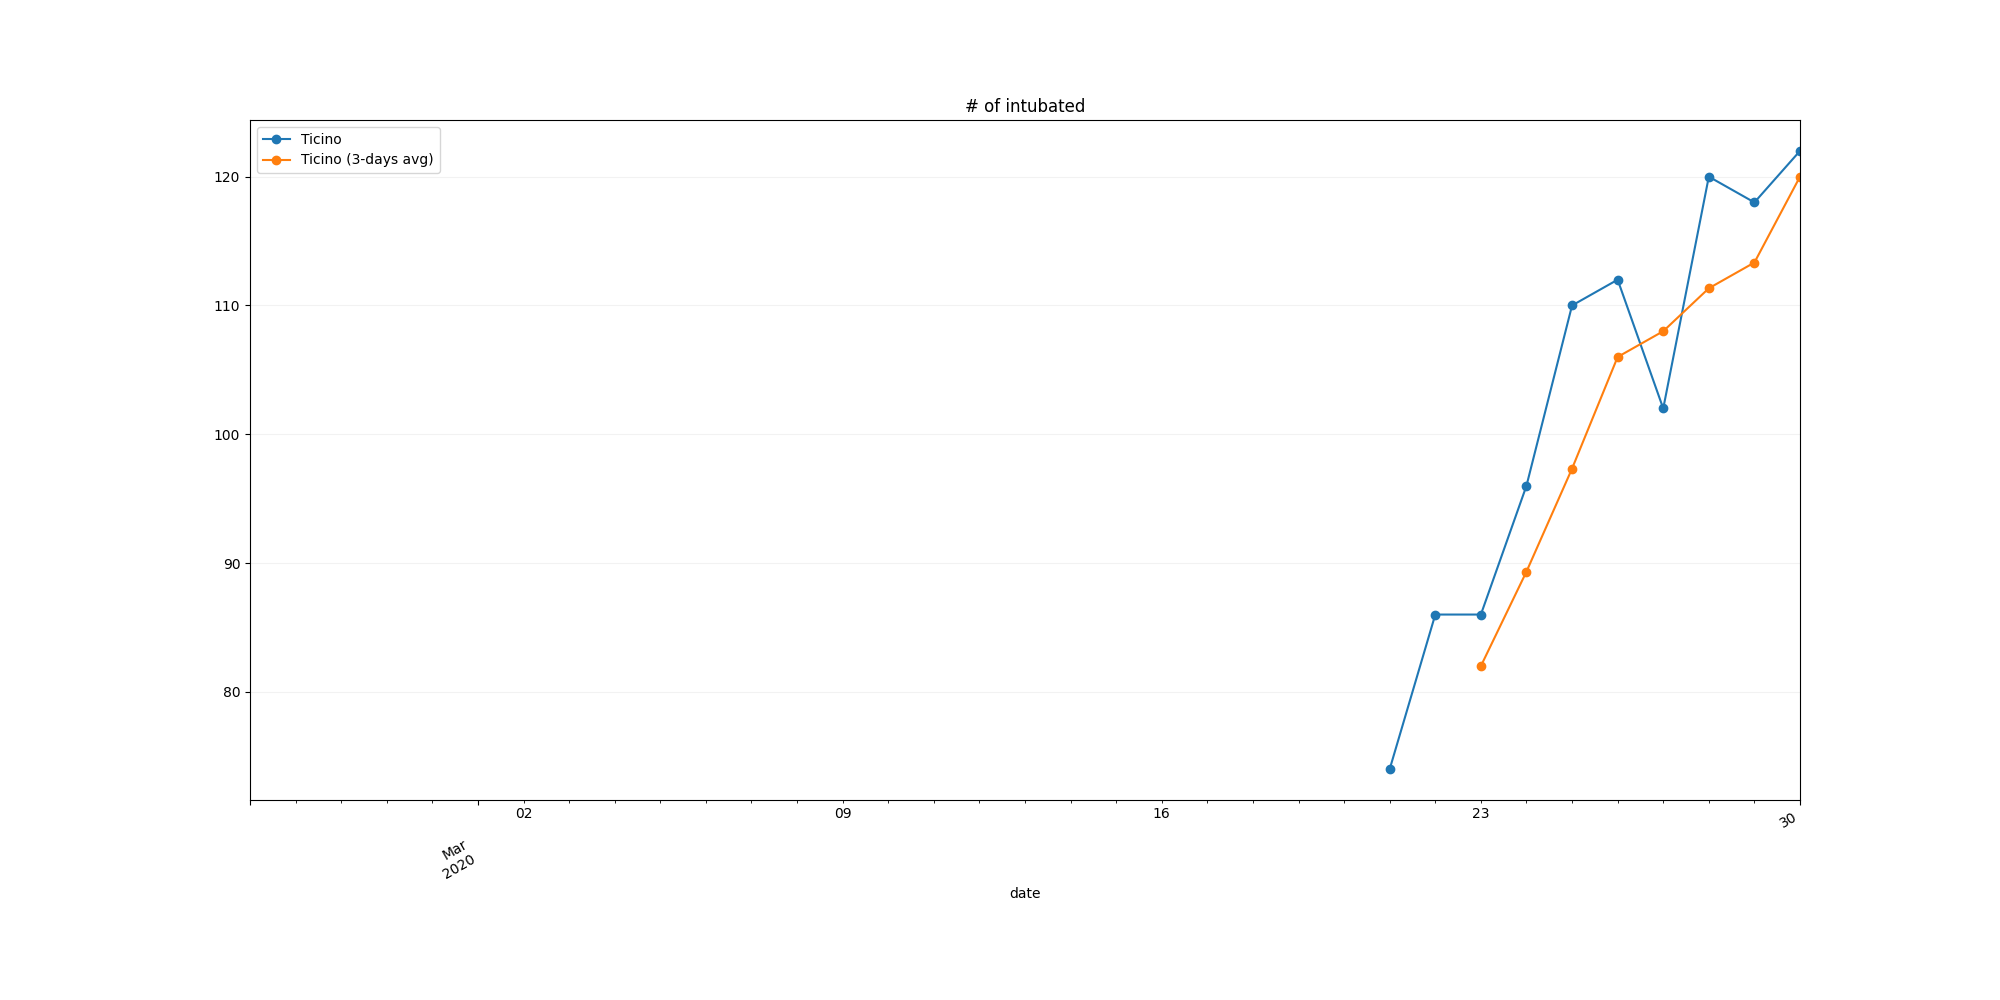 # of intubated
Ticino
Ticino (3-days avg)
120
110
100
90
80
02
09
16
23
30
Mar
2020
date